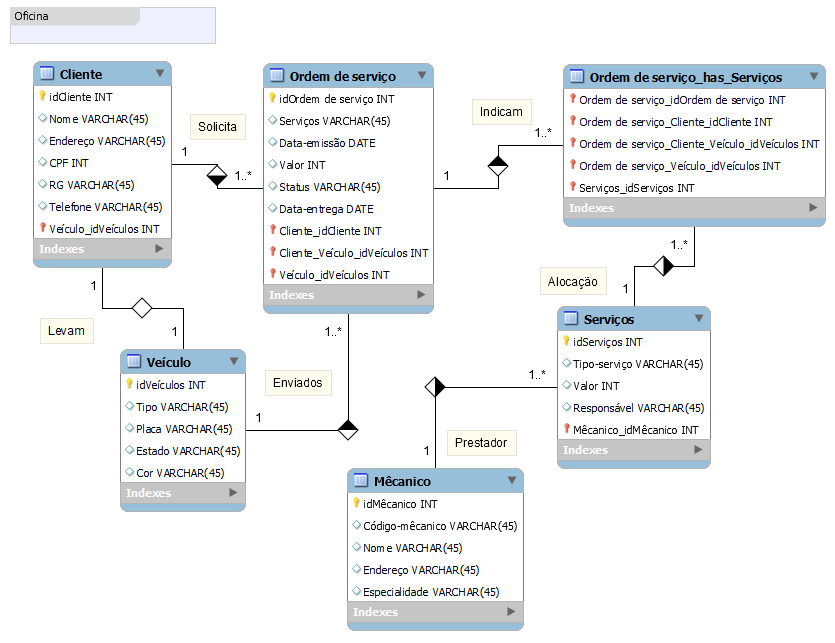 Oficina
Cliente
idCliente INT
Nome VARCHAR(45)
Endereço VARCHAR(45)
CPF INT
RG VARCHAR(45)
Telefone VARCHAR(45)
Veículo_idVeículos INT
Indexes
Solicita
1
1..*
Ordem de serviço
idOrdem de serviço INT
Serviços VARCHAR(45)
Data-emissão DATE
Valor INT
Status VARCHAR(45)
Data-entrega DATE
Cliente_idCliente INT
Cliente_Veículo_idVeículos INT
Veículo_idVeículos INT
Indexes
Indicam
1..*
1
Ordem de serviço_has_Serviços
Ordem de serviço_idOrdem de serviço INT
Ordem de serviço_Cliente_idCliente INT
Ordem de serviço_Cliente_Veículo_idVeículos INT
Ordem de serviço_Veículo_idVeículos INT
Serviços_idServiços INT
Indexes
1..*
Alocação
1
1
Levam
1
Veículo
idVeículos INT
Tipo VARCHAR(45)
Placa VARCHAR(45)
Estado VARCHAR(45)
Cor VARCHAR(45)
Indexes
1..*
Enviados
1
Serviços
idServiços INT
Tipo-serviço VARCHAR(45)
Valor INT
Responsável VARCHAR(45)
Mêcanico_idMêcanico INT
Indexes
1..*
Prestador
1
Mêcanico
idMêcanico INT
Código-mêcanico VARCHAR(45)
Nome VARCHAR(45)
Endereço VARCHAR(45)
Especialidade VARCHAR(45)
Indexes